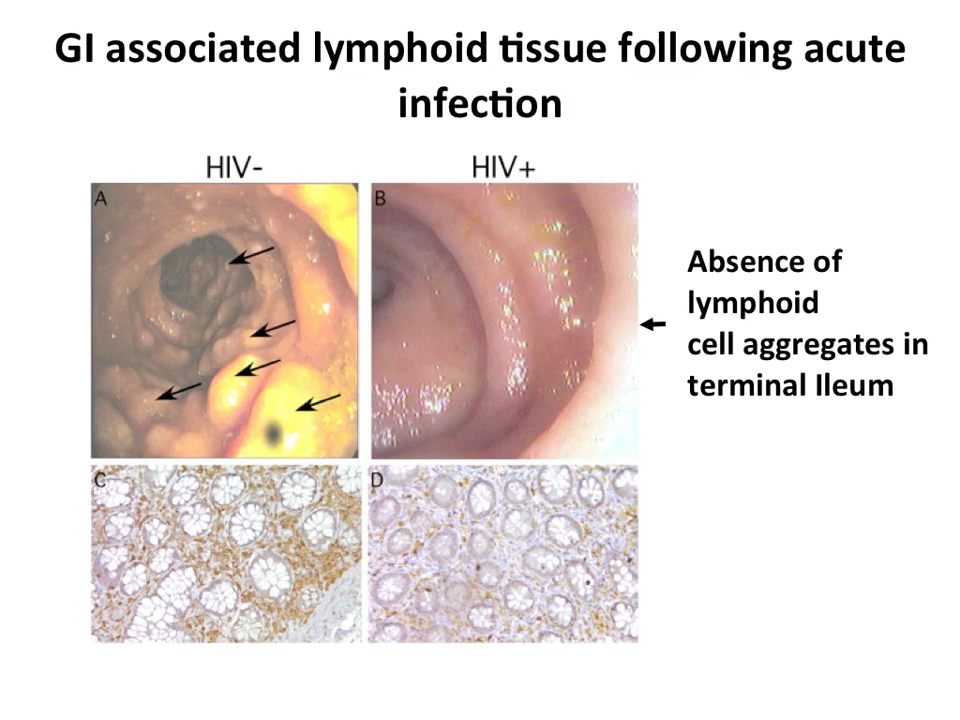 GI associated lymphoid tissue following acute
infection
HIV-
HIV+
A
B
Absence of
lymphoid
cell aggregates in
terminal Ileum
C
D